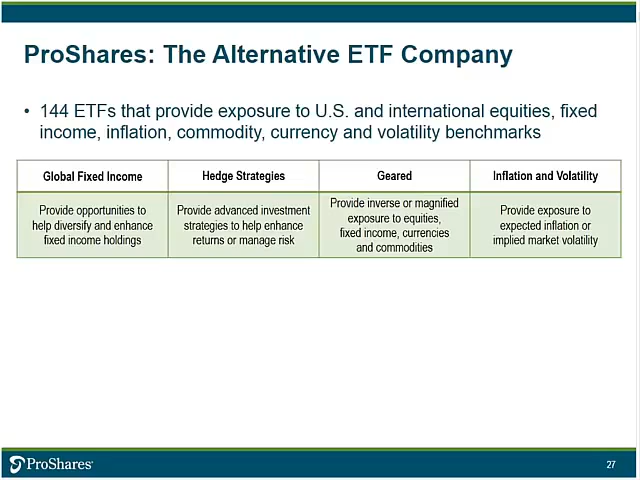 ProShares: The Alternative ETF Company
• 144 ETFs that provide exposure to U.S. and international equities, fixed
income, inflation, commodity, currency and volatility benchmarks
Global Fixed Income
Hedge Strategies
Geared
Inflation and Volatility
Provide opportunities to
help diversify and enhance
fixed income holdings
Provide advanced investment
strategies to help enhance
returns or manage risk
Provide inverse or magnified
exposure to equities,
fixed income, currencies
and commodities
Provide exposure to
expected inflation or
implied market volatility
ProShares
27